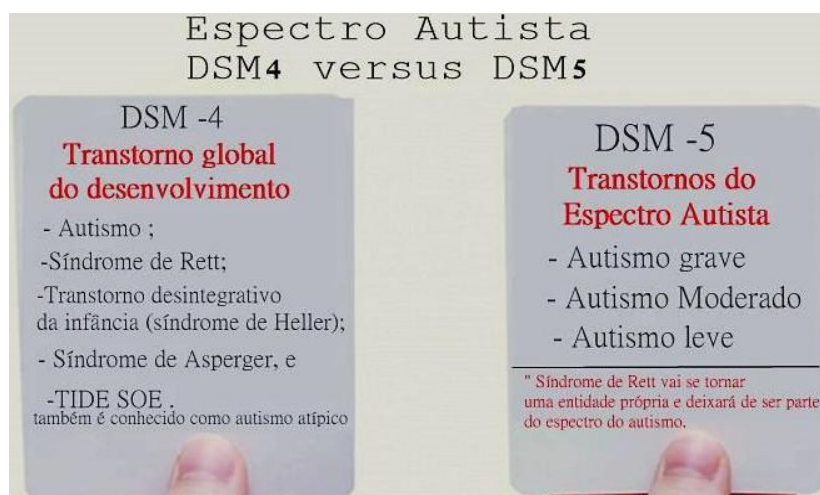 Espectro Autista
DSM4 versus DSM5
DSM -4
Transtorno global
do desenvolvimento
- Autismo ;
-Síndrome de Rett;
-Transtorno desintegrativo
da infância (síndrome de Heller);
- Síndrome de Asperger, e
-TIDE SOE .
também é conhecido como autismo atípico
DSM -5
Transtornos do
Espectro Autista
- Autismo grave
- Autismo Moderado
- Autismo leve
" Síndrome de Rett vai se tornar
uma entidade própria e deixará de ser parte
do espectro do autismo.